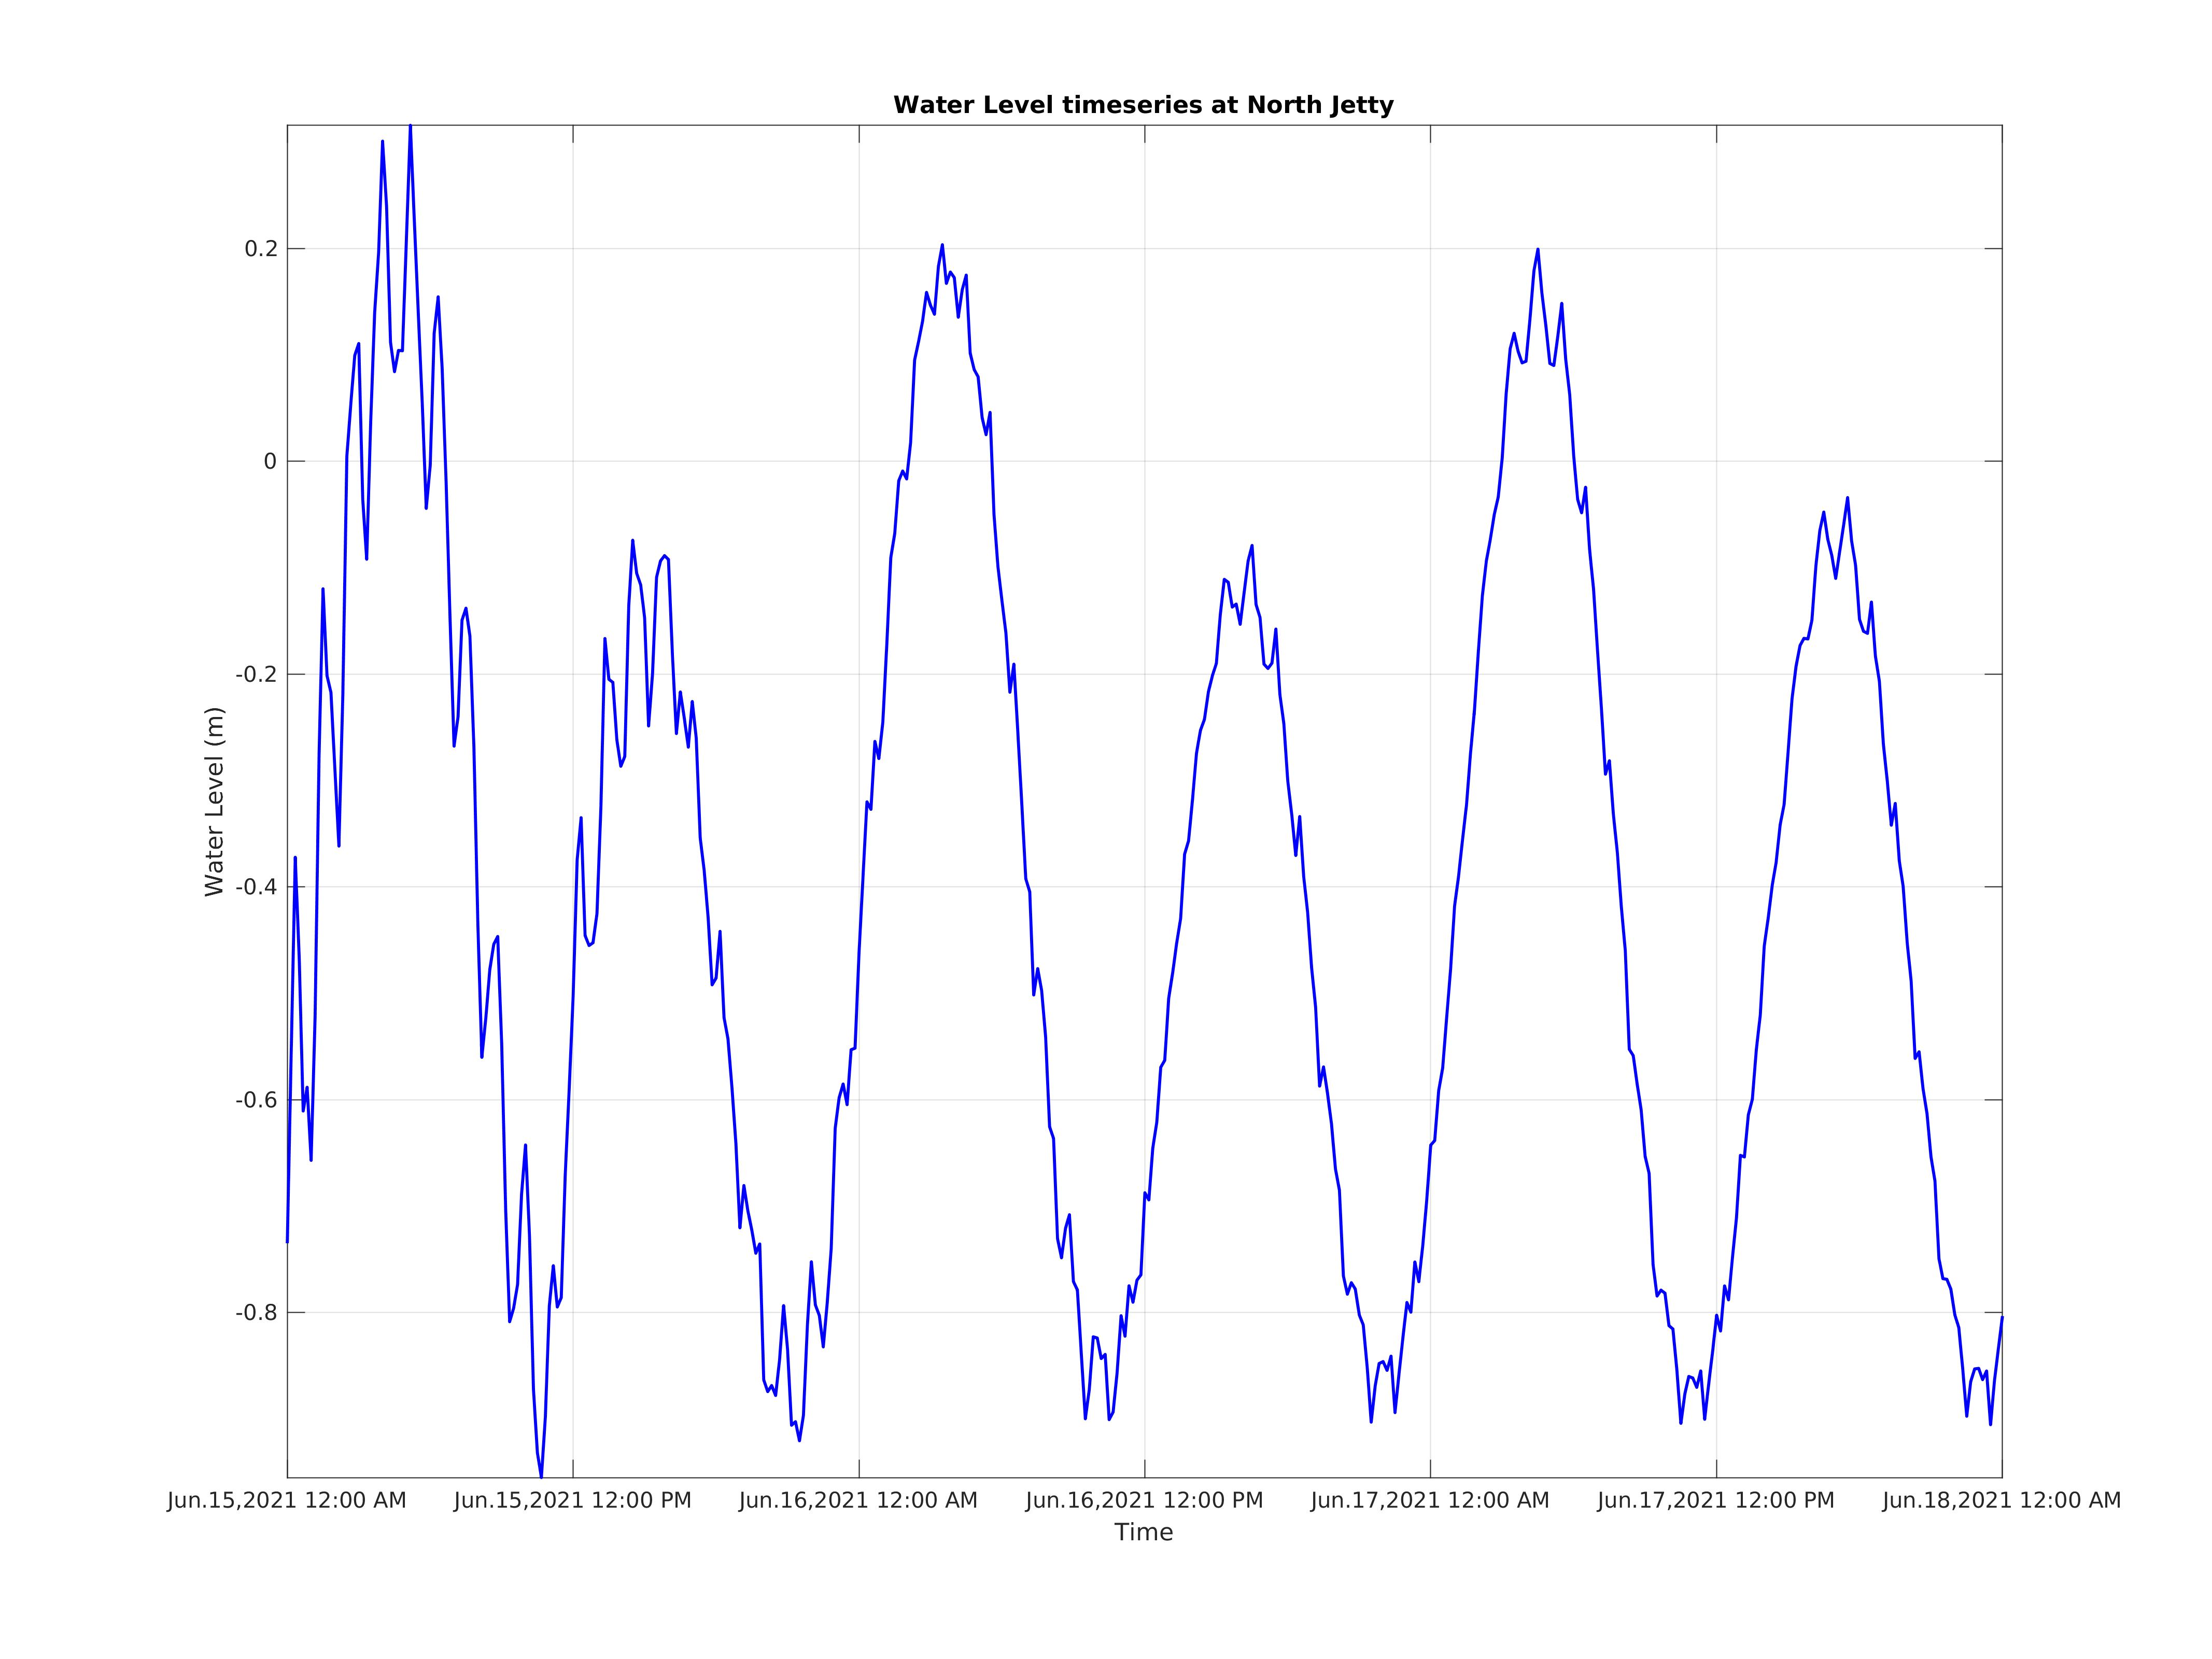 Water Level timeseries at North Jetty
0.2
0
-0.2
-0.4
-0.6
-0.8
Water Level (m)
Jun.15,2021 12:00 AM
Jun.15,2021 12:00 PM
Jun.16,2021 12:00 AM
Jun.16,2021 12:00 PM
Jun.17,2021 12:00 AM
Jun.17,2021 12:00 PM
Jun.18,2021 12:00 AM
Time